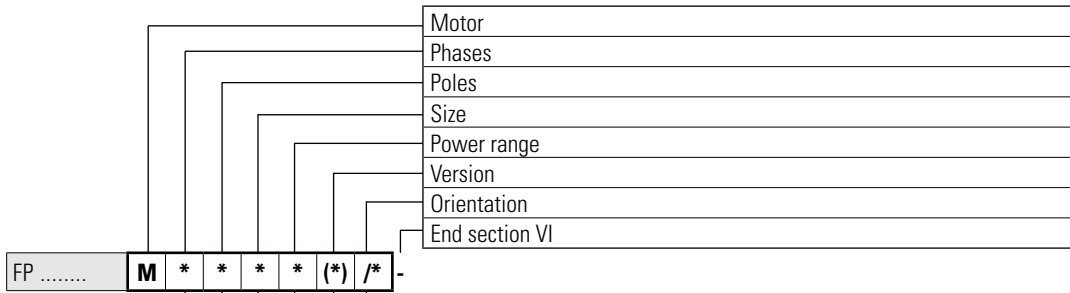 Motor
Phases
Poles
Size
Power range
Version
Orientation
End section VI
FP ........ M * * * * (*) /* -